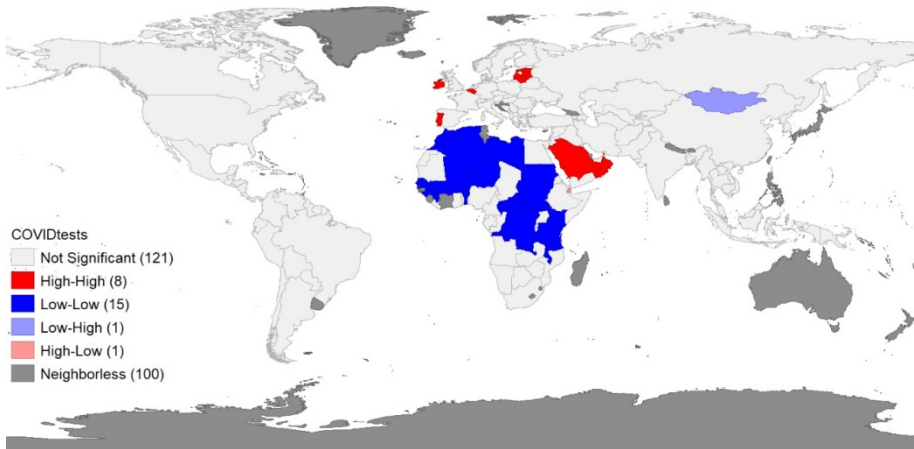 COVIDtests
Not Significant (121)
High-High (8)
Low-Low (15)
Low-High (1)
High-Low (1)
Neighborless (100)